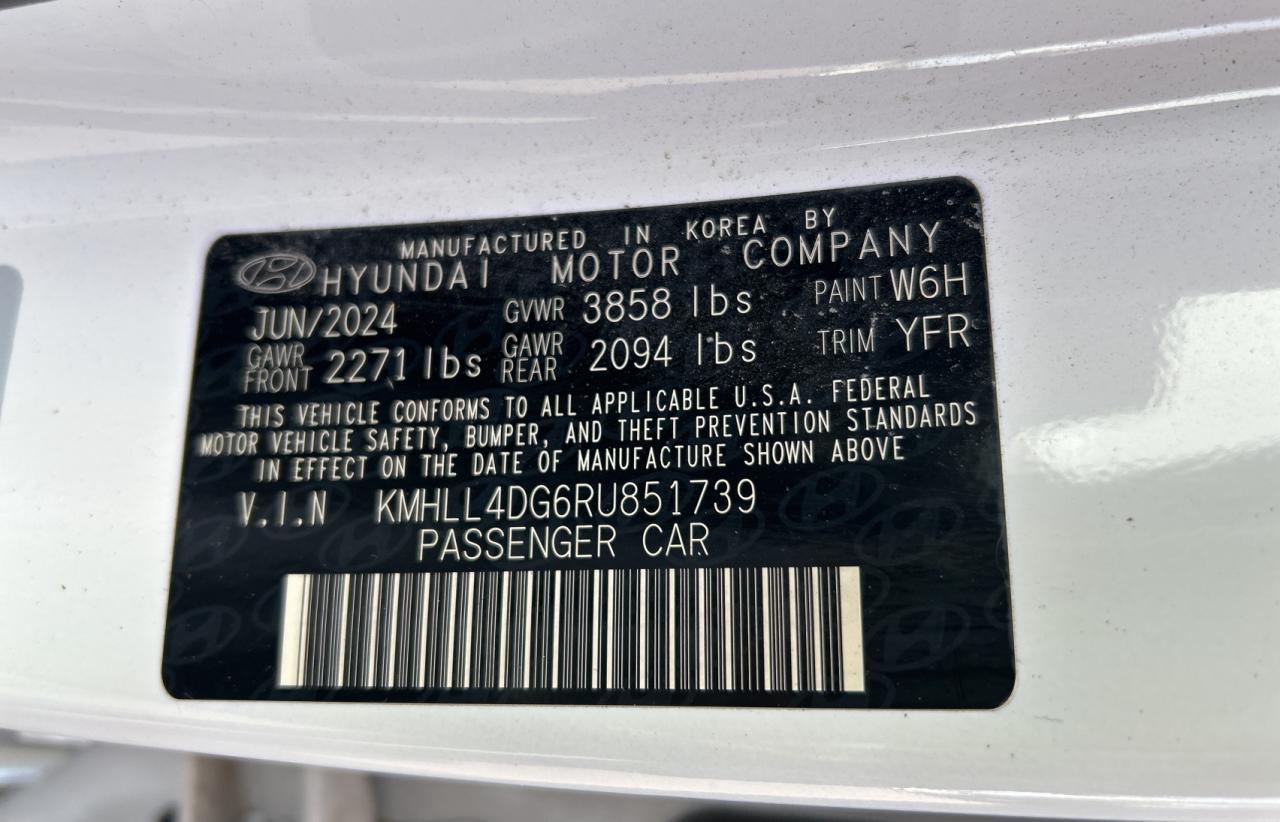 MANUFACTURED IN KOREA BY
HYUNDAI MOTOR COMPANY
JUN/2024 GVWR 3858 lbs PAINT W6H
GAWR FRONT 2271 lbs GAWR REAR 2094 lbs TRIM YFR
THIS VEHICLE CONFORMS TO ALL APPLICABLE U.S.A. FEDERAL
MOTOR VEHICLE SAFETY, BUMPER, AND THEFT PREVENTION STANDARDS
IN EFFECT ON THE DATE OF MANUFACTURE SHOWN ABOVE
V.I.N KMHLL4DG6RU851739
PASSENGER CAR